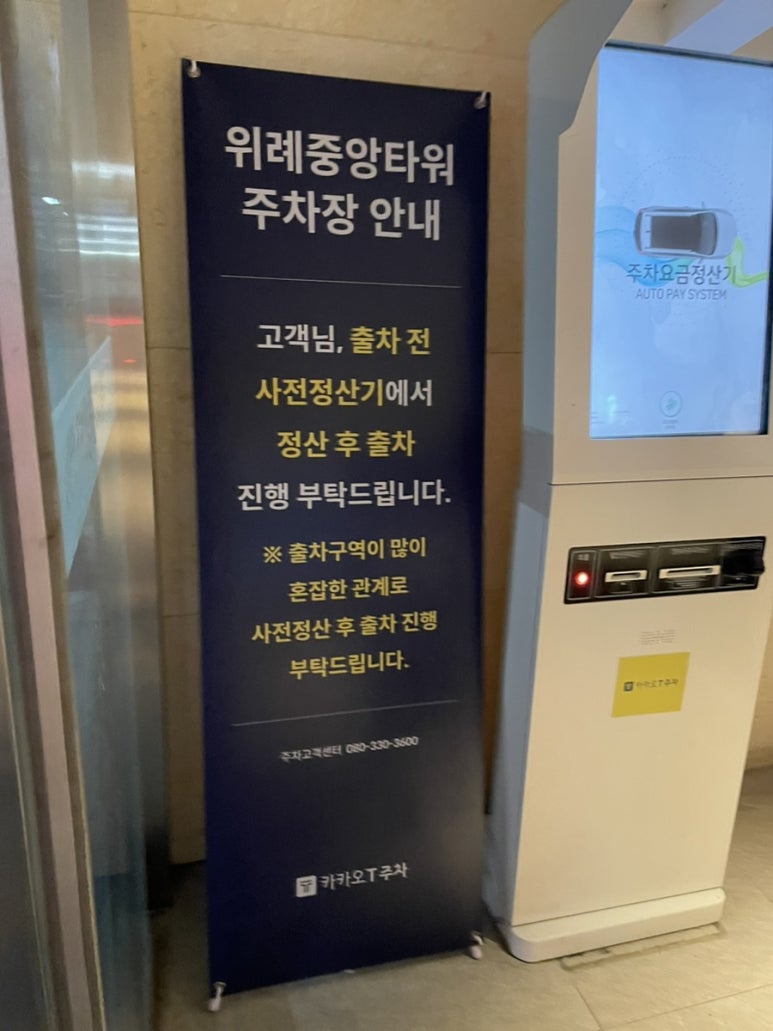 위례중앙타워
주차장 안내
고객님, 출차 전
사전정산기에서
정산 후 출차
진행 부탁드립니다.
※ 출차구역이 많이
혼잡한 관계로
사전정산 후 출차 진행
부탁드립니다.
주차고객센터 080-330-3600
카카오T주차
주차요금정산기
AUTO PAY SYSTEM
카카오T주차